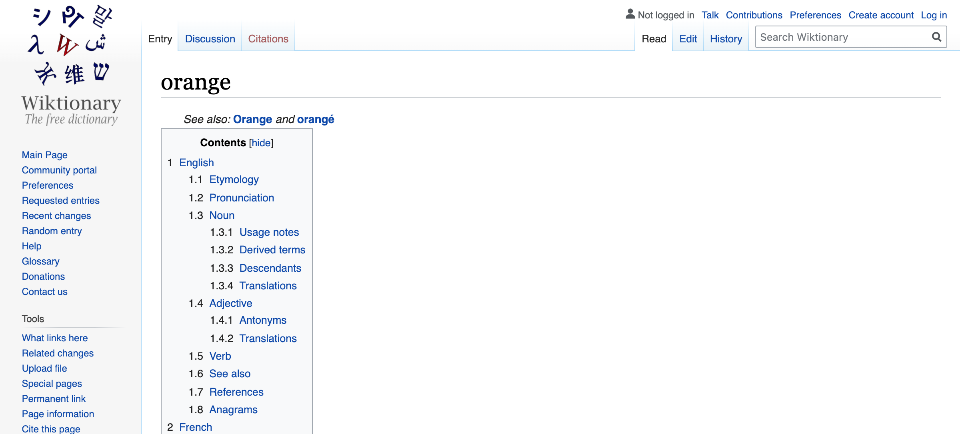 Not logged in Talk Contributions Preferences Create account Log in
Entry Discussion Citations Read Edit History Search Wiktionary
Wiktionary
The free dictionary
Main Page
Community portal
Preferences
Requested entries
Recent changes
Random entry
Help
Glossary
Donations
Contact us
Tools
What links here
Related changes
Upload file
Special pages
Permanent link
Page information
Cite this page
orange
See also: Orange and orangé
Contents [hide]
1 English
1.1 Etymology
1.2 Pronunciation
1.3 Noun
1.3.1 Usage notes
1.3.2 Derived terms
1.3.3 Descendants
1.3.4 Translations
1.4 Adjective
1.4.1 Antonyms
1.4.2 Translations
1.5 Verb
1.6 See also
1.7 References
1.8 Anagrams
2 French